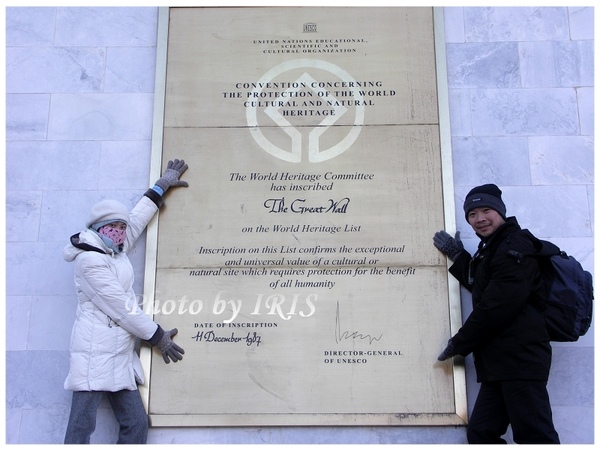 UNESCO
UNITED NATIONS EDUCATIONAL,
SCIENTIFIC AND
CULTURAL ORGANIZATION
CONVENTION CONCERNING
THE PROTECTION OF THE WORLD
CULTURAL AND NATURAL
HERITAGE
The World Heritage Committee
has inscribed
The Great Wall
on the World Heritage List
Inscription on this List confirms the exceptional
and universal value of a cultural or
natural site which requires protection for the benefit
of all humanity
Photo by IRIS
DATE OF INSCRIPTION
11 December 1987
DIRECTOR-GENERAL
OF UNESCO